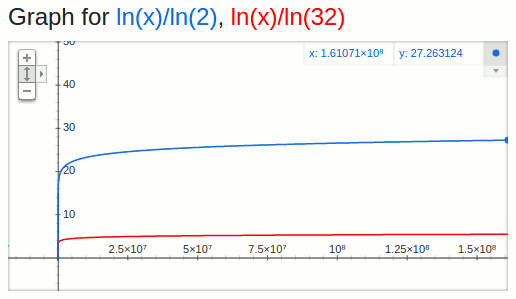 Graph for ln(x)/ln(2), ln(x)/ln(32)
x: 1.61071×10⁸ y: 27.263124
50
40
30
20
10
2.5×10⁷ 5×10⁷ 7.5×10⁷ 10⁸ 1.25×10⁸ 1.5×10⁸